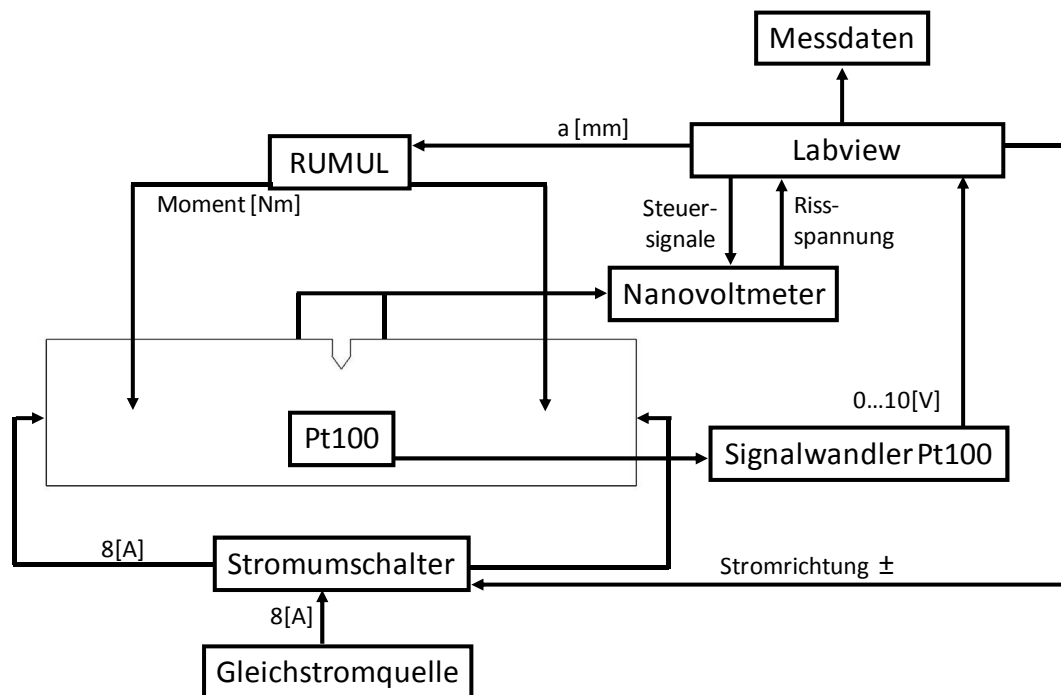 Messdaten
a [mm]
Labview
RUMUL
Moment [Nm]
Steuer-
signale
Riss-
spannung
Nanovoltmeter
0...10[V]
Pt100
Signalwandler Pt100
8[A]
Stromumschalter
Stromrichtung ±
8[A]
Gleichstromquelle